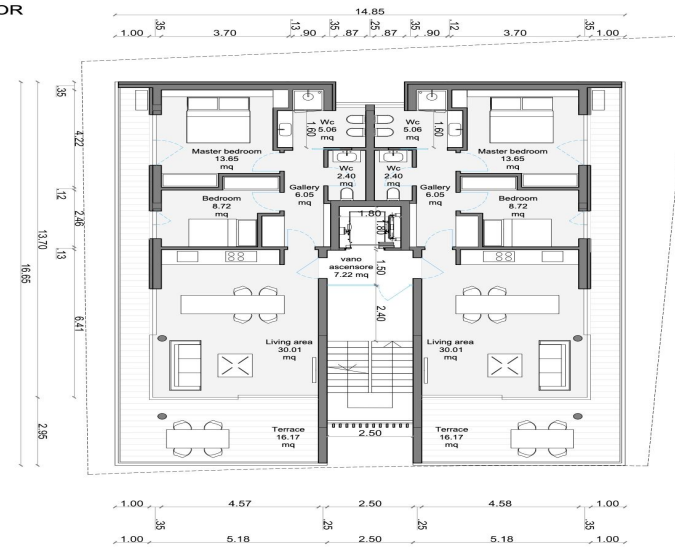 OR
14.85
.35 .13 .35 .25 .35 .12 .35
1.00 3.70 .90 .87 .87 .90 3.70 1.00
.35
4.22
.12
2.46
.13
6.41
13.70
2.95
16.65
Wc
5.06
mq
1.60
Wc
5.06
mq
1.60
Master bedroom
13.65
mq
Master bedroom
13.65
mq
Wc
2.40
mq
Wc
2.40
mq
Gallery
6.05
mq
Gallery
6.05
mq
Bedroom
8.72
mq
Bedroom
8.72
mq
1.80
1.80
vano
ascensore
7.22 mq
1.50
2.40
Living area
30.01
mq
Living area
30.01
mq
Terrace
16.17
mq
Terrace
16.17
mq
2.50
1.00 4.57 2.50 4.58 1.00
.35 .25 .25 .35
1.00 5.18 2.50 5.18 1.00